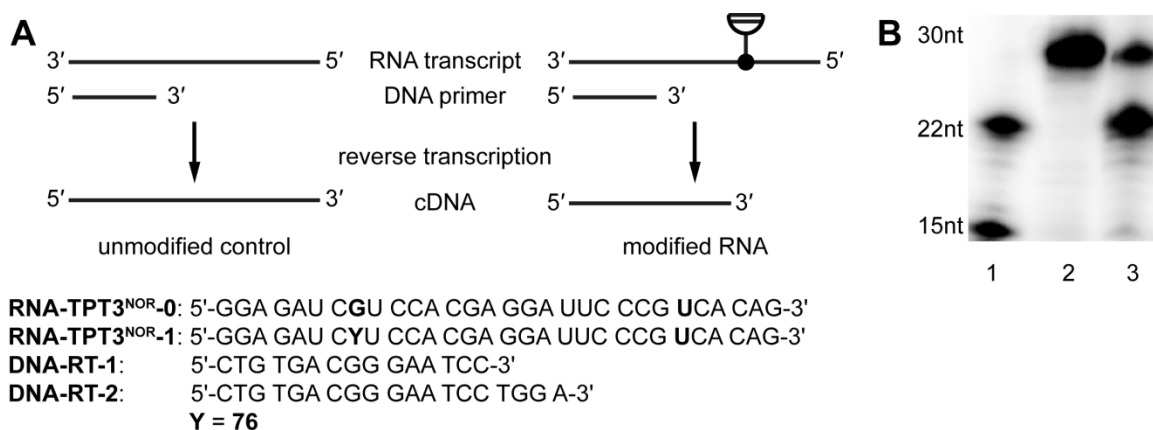 A
3′ 5′ RNA transcript 3′ 5′
5′ 3′ DNA primer 5′ 3′
reverse transcription
5′ 3′ cDNA 5′ 3′
unmodified control modified RNA
B
30nt
22nt
15nt
1 2 3
RNA-TPT3NOR-0: 5'-GGA GAU CGU CCA CGA GGA UUC CCG UCA CAG-3'
RNA-TPT3NOR-1: 5'-GGA GAU CYU CCA CGA GGA UUC CCG UCA CAG-3'
DNA-RT-1: 5'-CTG TGA CGG GAA TCC-3'
DNA-RT-2: 5'-CTG TGA CGG GAA TCC TGG A-3'
Y = 76